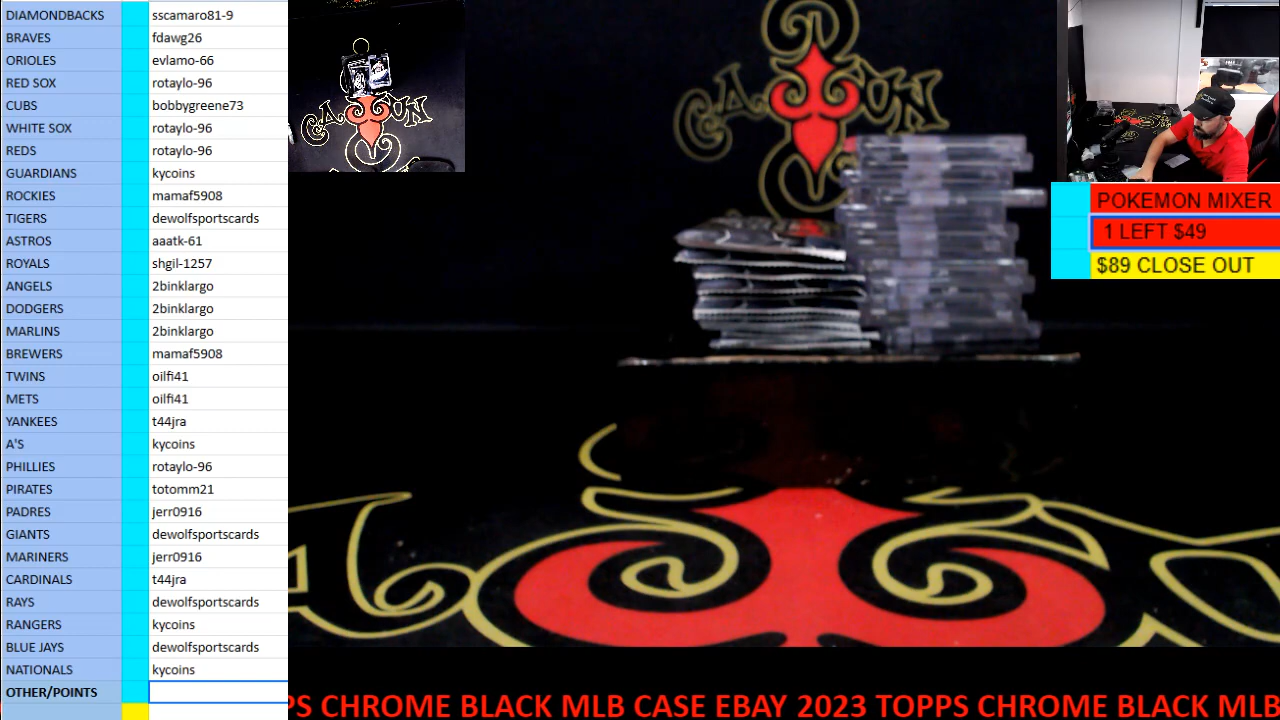 DIAMONDBACKS sscamaro81-9
BRAVES fdawg26
ORIOLES evlamo-66
RED SOX rotaylo-96
CUBS bobbygreene73
WHITE SOX rotaylo-96
REDS rotaylo-96
GUARDIANS kycoins
ROCKIES mamaf5908
TIGERS dewolfsportscards
ASTROS aaatk-61
ROYALS shgil-1257
ANGELS 2binklargo
DODGERS 2binklargo
MARLINS 2binklargo
BREWERS mamaf5908
TWINS oilfi41
METS oilfi41
YANKEES t44jra
A'S kycoins
PHILLIES rotaylo-96
PIRATES totomm21
PADRES jerr0916
GIANTS dewolfsportscards
MARINERS jerr0916
CARDINALS t44jra
RAYS dewolfsportscards
RANGERS kycoins
BLUE JAYS dewolfsportscards
NATIONALS kycoins
OTHER/POINTS
POKEMON MIXER
1 LEFT $49
$89 CLOSE OUT
PS CHROME BLACK MLB CASE EBAY 2023 TOPPS CHROME BLACK MLB